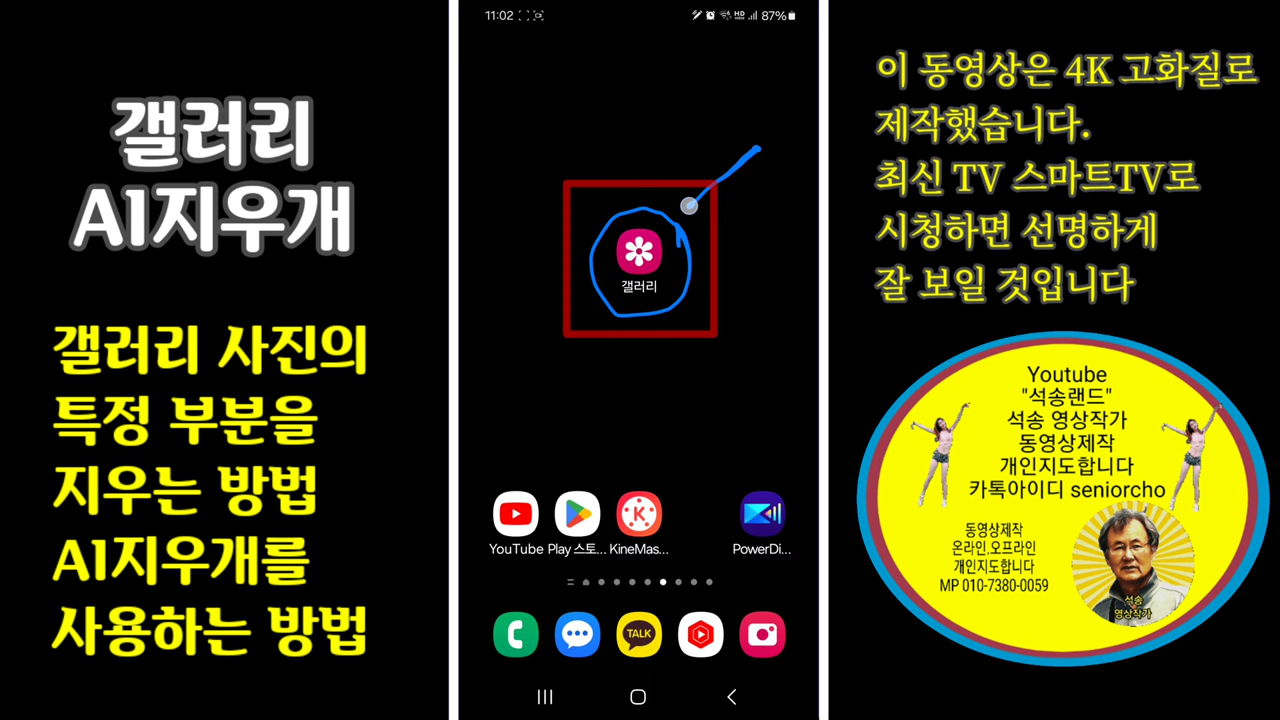 갤러리
AI지우개
갤러리 사진의
특정 부분을
지우는 방법
AI지우개를
사용하는 방법
11:02
HD
87%
갤러리
YouTube
Play 스토...
KineMas...
PowerDi...
TALK
이 동영상은 4K 고화질로
제작했습니다.
최신 TV 스마트TV로
시청하면 선명하게
잘 보일 것입니다
Youtube
"석송랜드"
석송 영상작가
동영상제작
개인지도합니다
카톡아이디 seniorcho
동영상제작
온라인,오프라인
개인지도합니다
MP 010-7380-0059
석송
영상작가